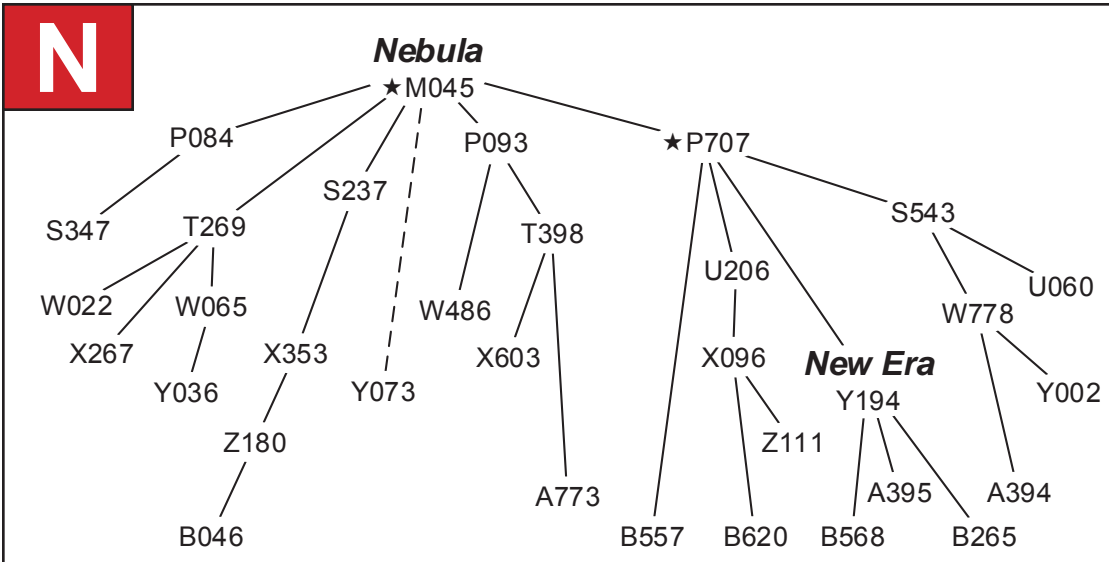 N
Nebula
★M045
P084
P093
★P707
S237
S347
T269
T398
S543
U206
U060
W022
W065
W486
W778
X267
X353
X603
X096
New Era
Y036
Y073
Y194
Y002
Z180
Z111
A773
A395
A394
B046
B557
B620
B568
B265